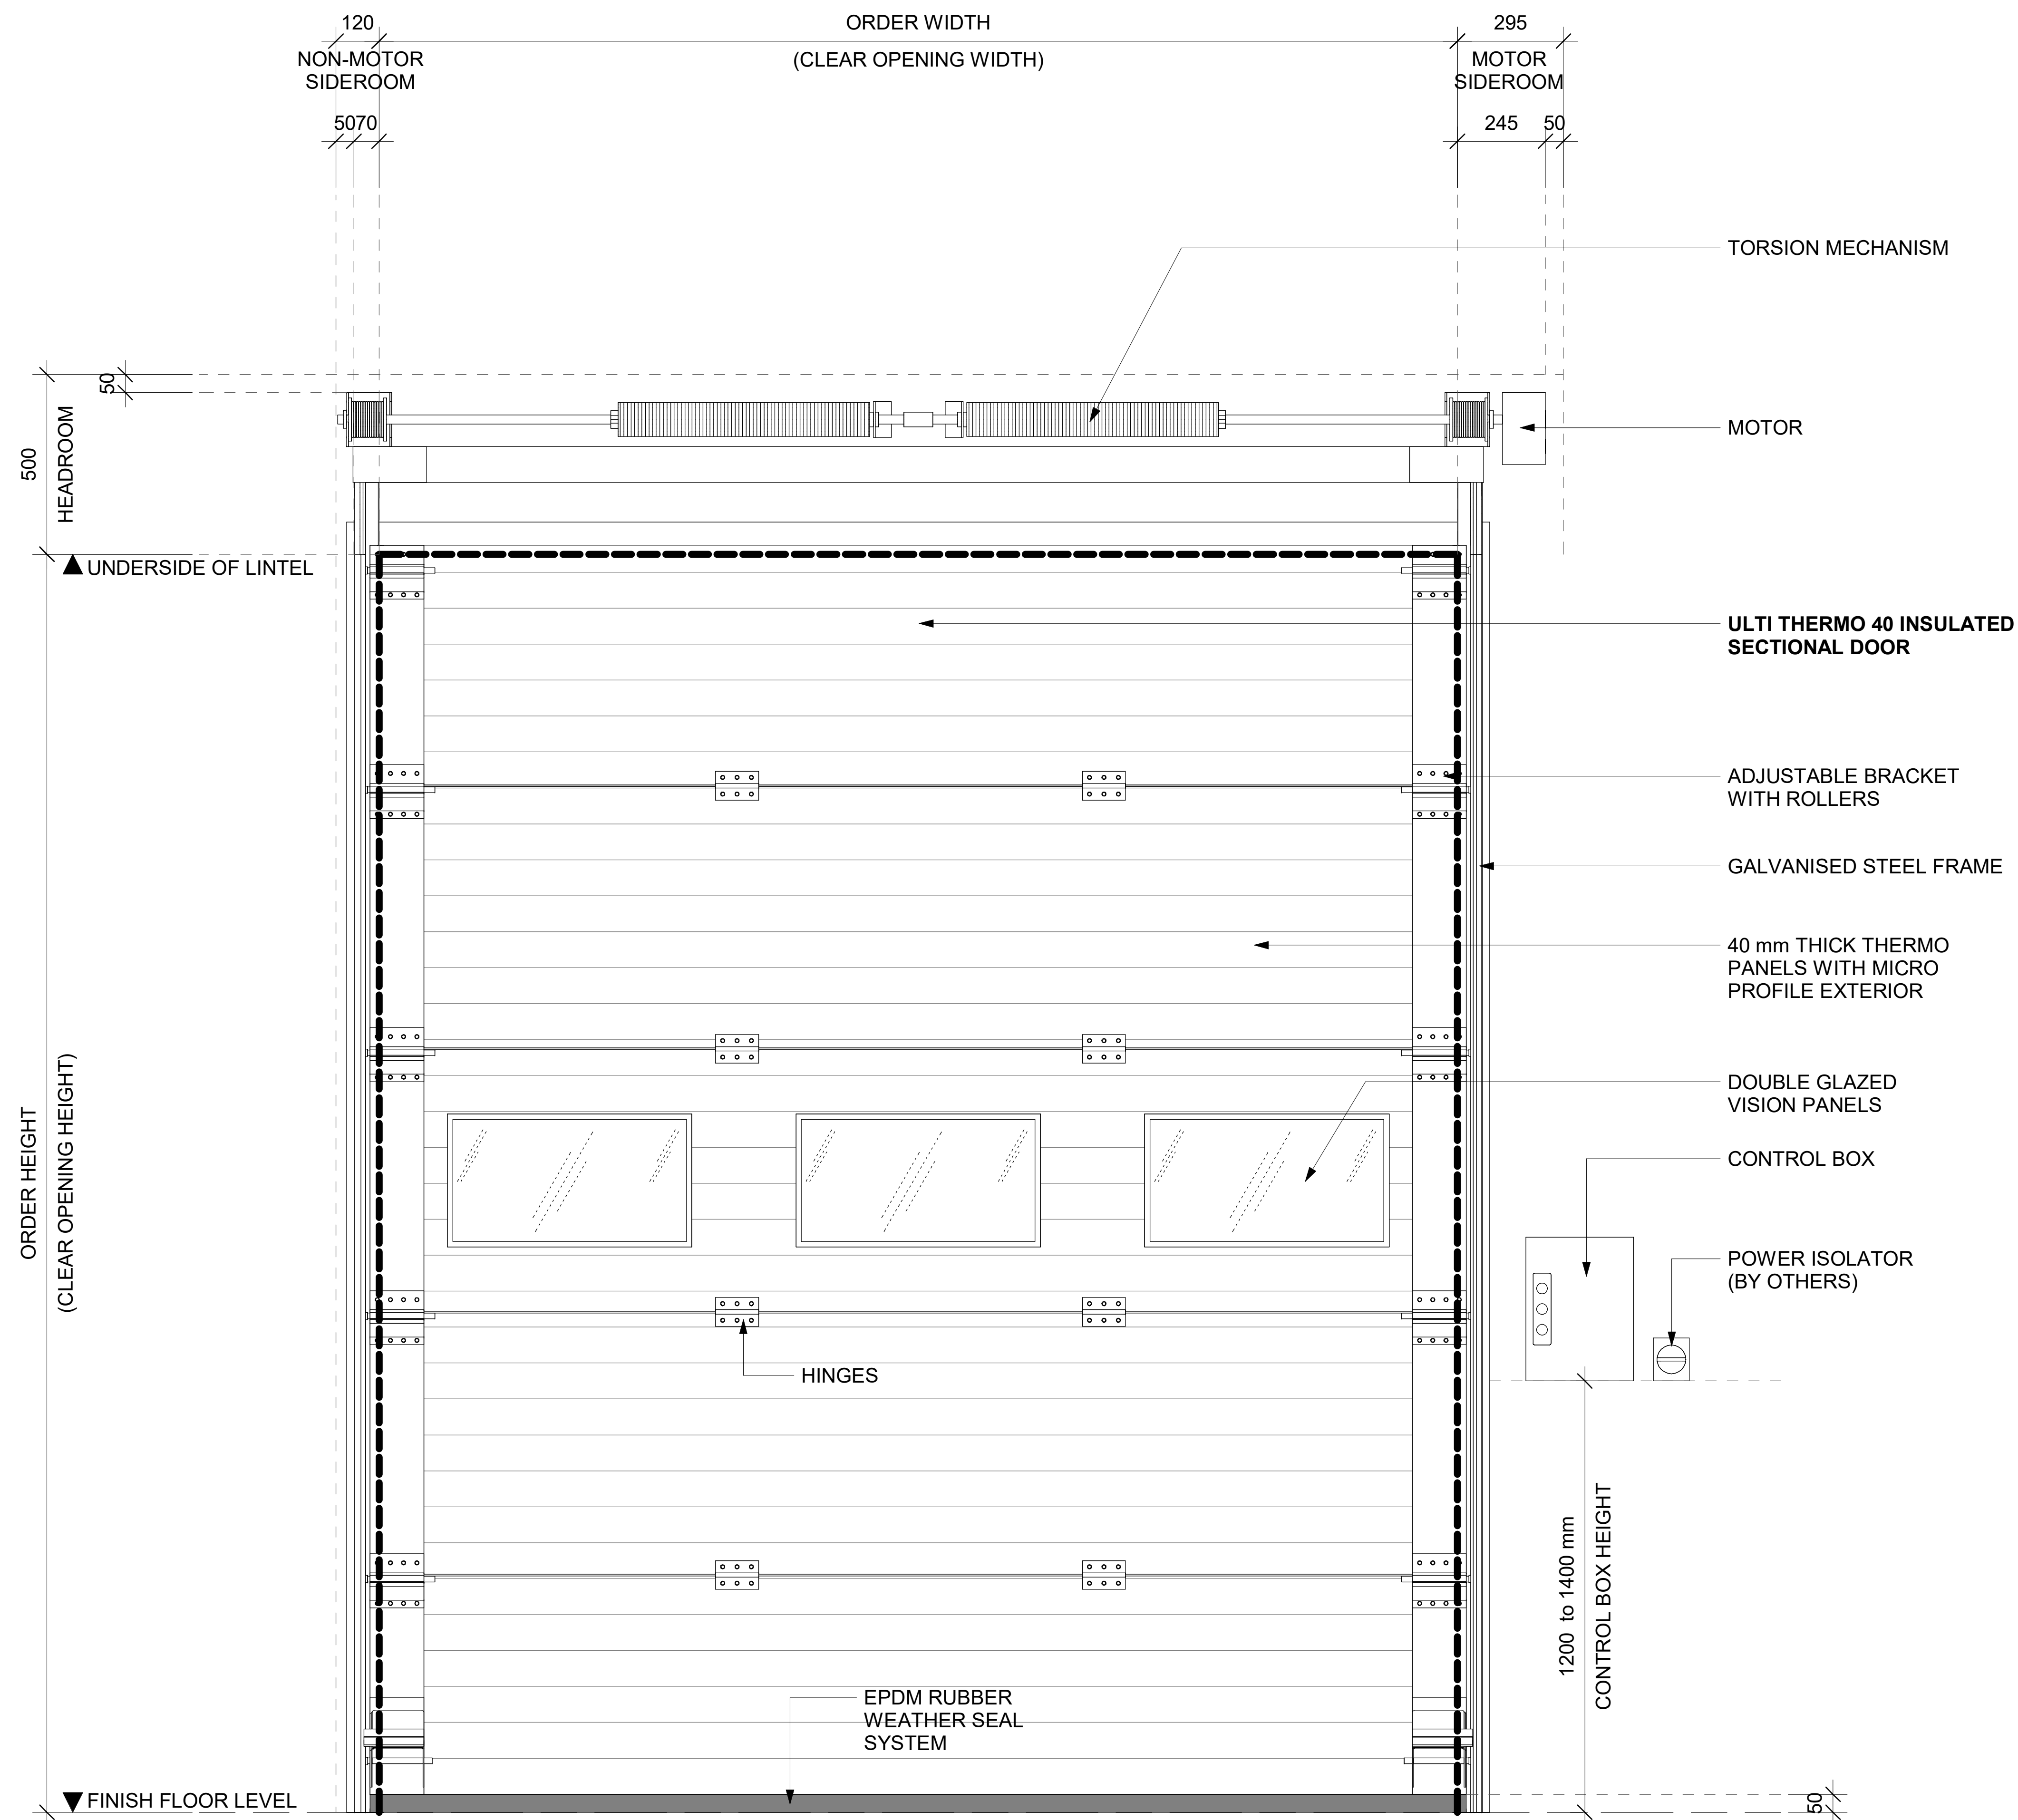 120
ORDER WIDTH
295
NON-MOTOR
SIDEROOM
(CLEAR OPENING WIDTH)
MOTOR
SIDEROOM
50
70
245
50
TORSION MECHANISM
50
500
HEADROOM
MOTOR
UNDERSIDE OF LINTEL
ULTI THERMO 40 INSULATED
SECTIONAL DOOR
ADJUSTABLE BRACKET
WITH ROLLERS
GALVANISED STEEL FRAME
40 mm THICK THERMO
PANELS WITH MICRO
PROFILE EXTERIOR
ORDER HEIGHT
(CLEAR OPENING HEIGHT)
DOUBLE GLAZED
VISION PANELS
CONTROL BOX
POWER ISOLATOR
(BY OTHERS)
HINGES
1200 to 1400 mm
CONTROL BOX HEIGHT
EPDM RUBBER
WEATHER SEAL
SYSTEM
FINISH FLOOR LEVEL
50